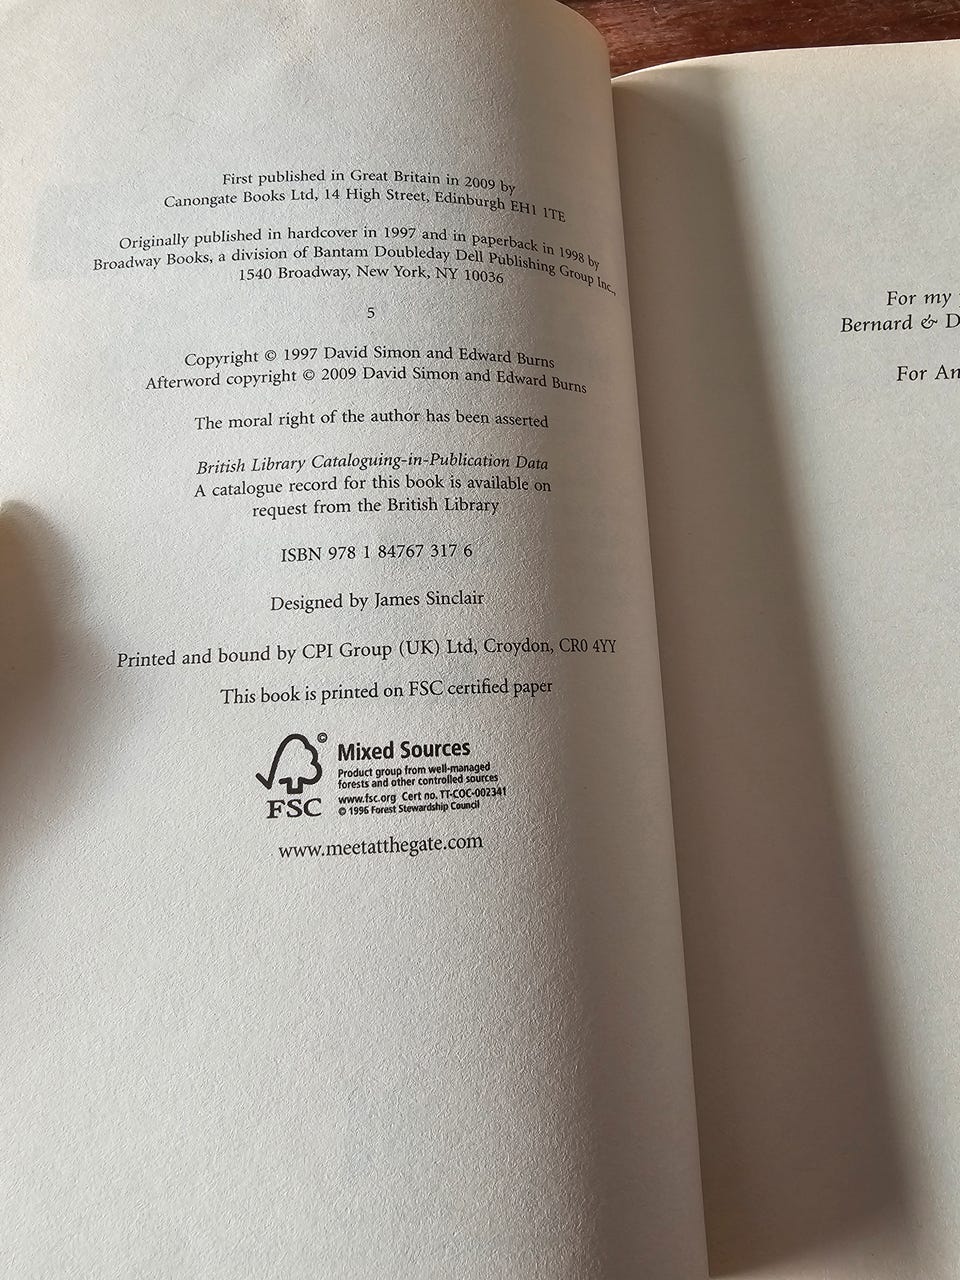 First published in Great Britain in 2009 by
Canongate Books Ltd, 14 High Street, Edinburgh EH1 1TE
Originally published in hardcover in 1997 and in paperback in 1998 by
Broadway Books, a division of Bantam Doubleday Dell Publishing Group Inc.,
1540 Broadway, New York, NY 10036
5
Copyright © 1997 David Simon and Edward Burns
Afterword copyright © 2009 David Simon and Edward Burns
The moral right of the author has been asserted
British Library Cataloguing-in-Publication Data
A catalogue record for this book is available on
request from the British Library
ISBN 978 1 84767 317 6
Designed by James Sinclair
Printed and bound by CPI Group (UK) Ltd, Croydon, CR0 4YY
This book is printed on FSC certified paper
©
FSC
Mixed Sources
Product group from well-managed
forests and other controlled sources
www.fsc.org Cert no. TT-COC-002341
© 1996 Forest Stewardship Council
www.meetatthegate.com
For my
Bernard & D
For An